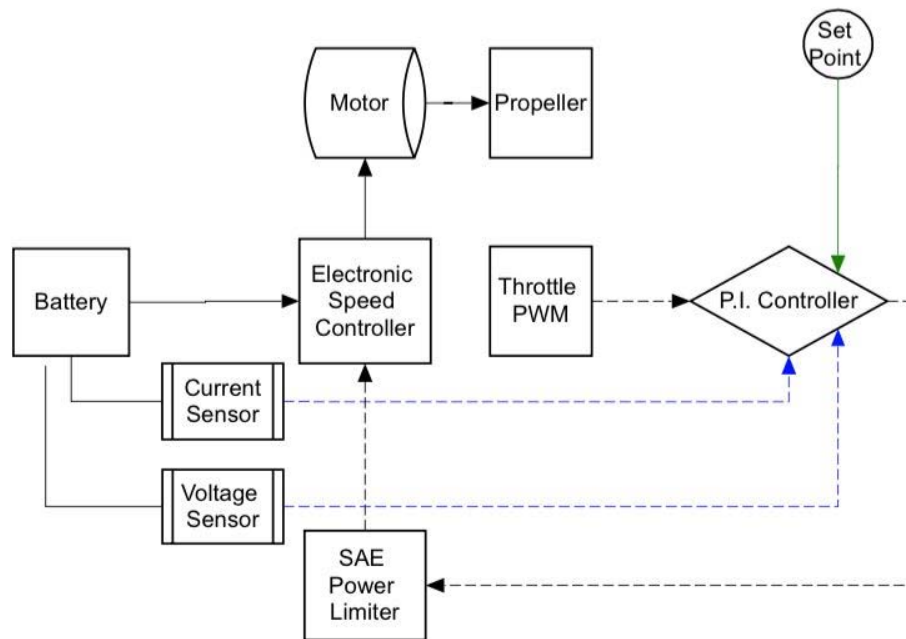 Set
Point
Motor
Propeller
Battery
Electronic
Speed
Controller
Throttle
PWM
P.I. Controller
Current
Sensor
Voltage
Sensor
SAE
Power
Limiter